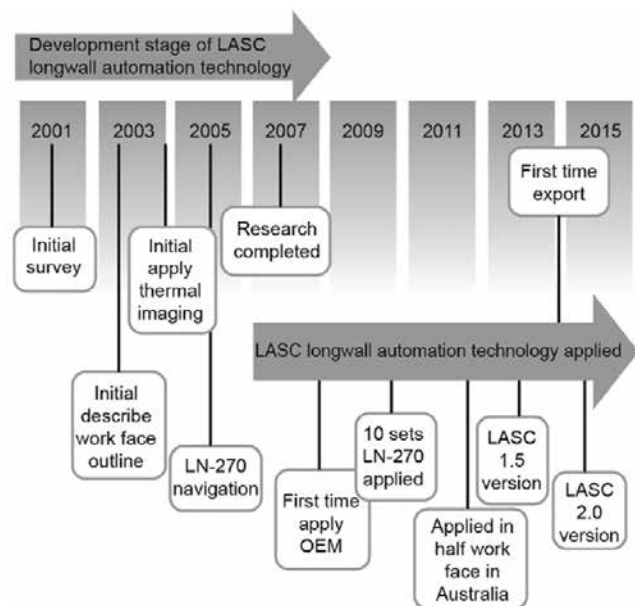 Development stage of LASC
longwall automation technology
2001
2003
2005
2007
2009
2011
2013
2015
Initial
survey
Initial
describe
work face
outline
Initial
apply
thermal
imaging
LN-270
navigation
Research
completed
First time
export
LASC longwall automation technology applied
First time
apply
OEM
10 sets
LN-270
applied
Applied in
half work
face in
Australia
LASC
1.5
version
LASC
2.0
version